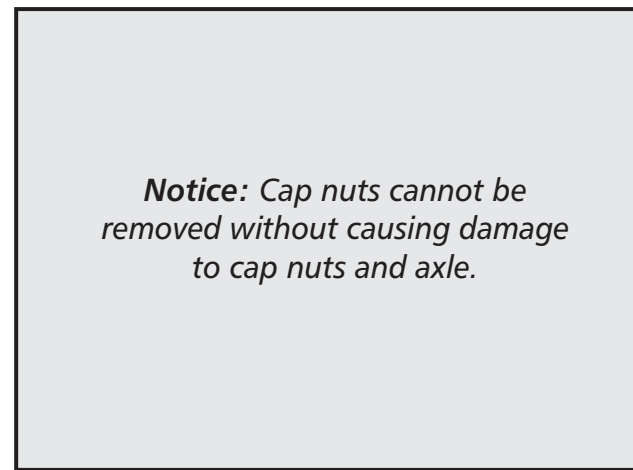 Notice: Cap nuts cannot be
removed without causing damage
to cap nuts and axle.